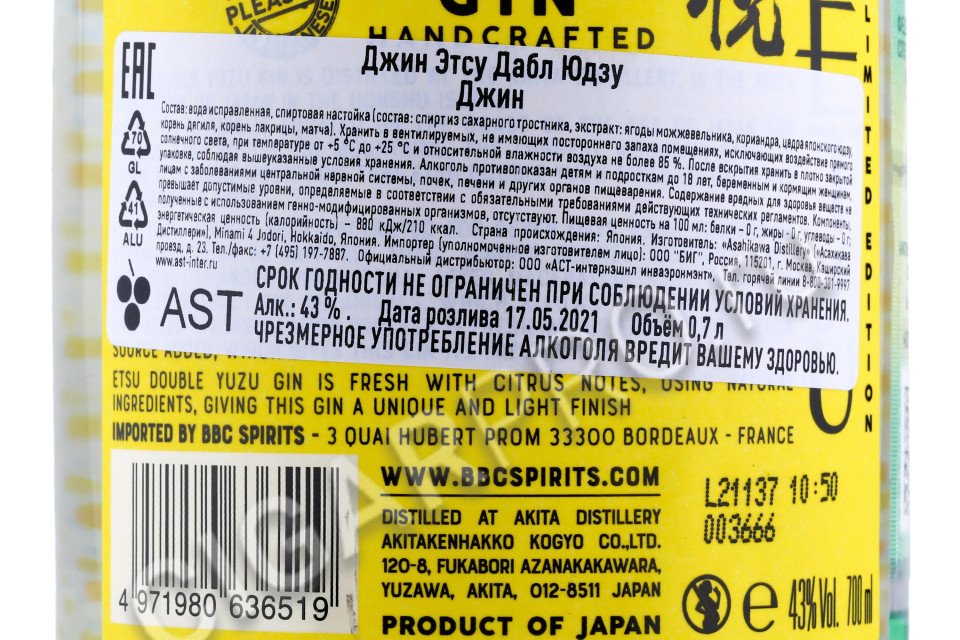 PLEASE
GIN
HANDCRAFTED
悦
LIMITED EDITION
EAC
Джин Этсу Дабл Юдзу
Джин
Состав: вода исправленная, спиртовая настойка (состав: спирт из сахарного тростника, экстракт: ягоды можжевельника, кориандра, цедра японского юдзу,
корень дягиля, корень лакрицы, матча). Хранить в вентилируемых, не имающих постороннего запаха помещениях, исключающих воздействие прямого
солнечного света, при температуре от +5 °C до +25 °C и относительной влажности воздуха не более 85 %. После вскрытия хранить в плотно закрытой
упаковке, соблюдая вышеуказанные условия хранения. Алкоголь противопоказан детям и подросткам до 18 лет, беременным и кормящим женщинам,
лицам с заболеваниями центральной нервной системы, почек, печени и других органов пищеварения. Содержание вредных для здоровья веществ не
превышает допустимые уровни, определяемые в соответствии с обязательными требованиями действующих технических регламентов. Компоненты,
полученные с использованием генно-модифицированных организмов, отсутствуют. Пищевая ценность на 100 мл: белки - 0 г, жиры - 0 г, углеводы - 0 г;
энергетическая ценность (калорийность) – 880 кДж/210 ккал. Страна происхождения: Япония. Изготовитель: «Asahikawa Distillery» («Асахикава
Дистиллери»), Minami 4 Jodori, Hokkaido, Япония. Импортер (уполномоченное изготовителем лицо): ООО "БИГ", Россия, 115201, г. Москва, Каширский
проезд, д. 23. Тел./факс: +7 (495) 197-7887. Официальный дистрибьютор: ООО «АСТ-интернэшнл инваэронмэнт». Тел. горячей линии 8-800-301-9997
www.ast-inter.ru
70
GL
41
ALU
AST
СРОК ГОДНОСТИ НЕ ОГРАНИЧЕН ПРИ СОБЛЮДЕНИИ УСЛОВИЙ ХРАНЕНИЯ.
Алк.: 43 % . Дата розлива 17.05.2021 Объём 0,7 л
ЧРЕЗМЕРНОЕ УПОТРЕБЛЕНИЕ АЛКОГОЛЯ ВРЕДИТ ВАШЕМУ ЗДОРОВЬЮ.
SOURCE ADDED,
ETSU DOUBLE YUZU GIN IS FRESH WITH CITRUS NOTES, USING NATURAL
INGREDIENTS, GIVING THIS GIN A UNIQUE AND LIGHT FINISH
IMPORTED BY BBC SPIRITS - 3 QUAI HUBERT PROM 33300 BORDEAUX - FRANCE
WWW.BBCSPIRITS.COM
DISTILLED AT AKITA DISTILLERY
AKITAKENHAKKO KOGYO CO.,LTD.
120-8, FUKABORI AZANAKAKAWARA,
YUZAWA, AKITA, 012-8511 JAPAN
PRODUCT OF JAPAN
4 971980 636519
L21137 10:50
003666
e 43%Vol. 700 ml
CIGARPRO.RU